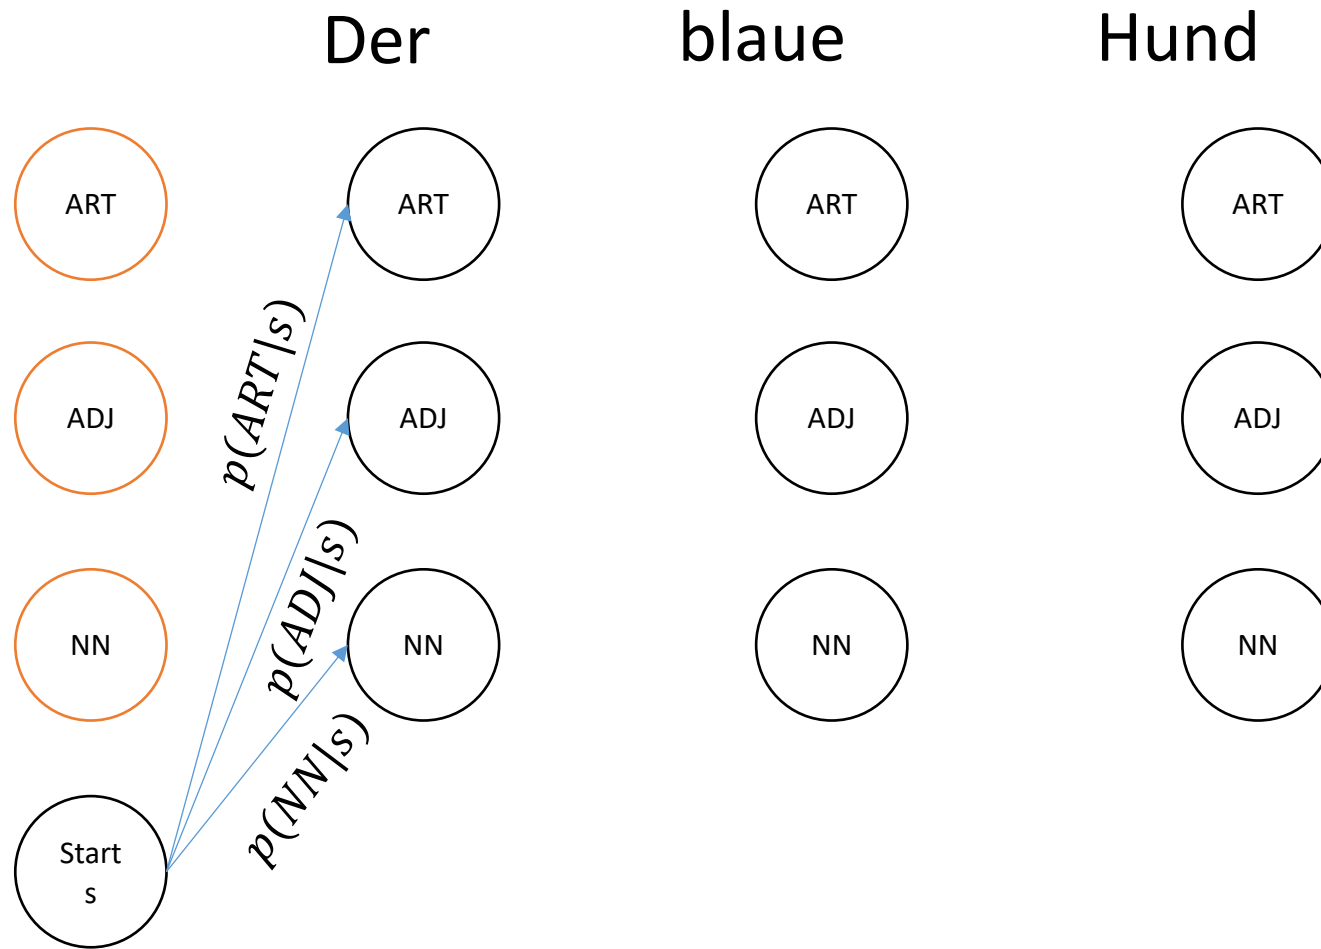 Der blaue Hund
ART ART ART ART
p(ART|s)
ADJ ADJ ADJ ADJ
p(ADJ|s)
NN NN NN NN
p(NN|s)
Start
s